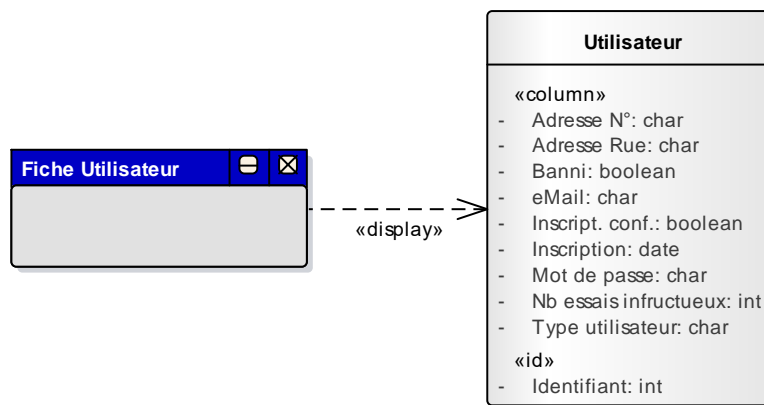 Utilisateur
«column»
- Adresse N°: char
- Adresse Rue: char
- Banni: boolean
- eMail: char
- Inscript. conf.: boolean
- Inscription: date
- Mot de passe: char
- Nb essais infructueux: int
- Type utilisateur: char
«id»
- Identifiant: int
Fiche Utilisateur
«display»